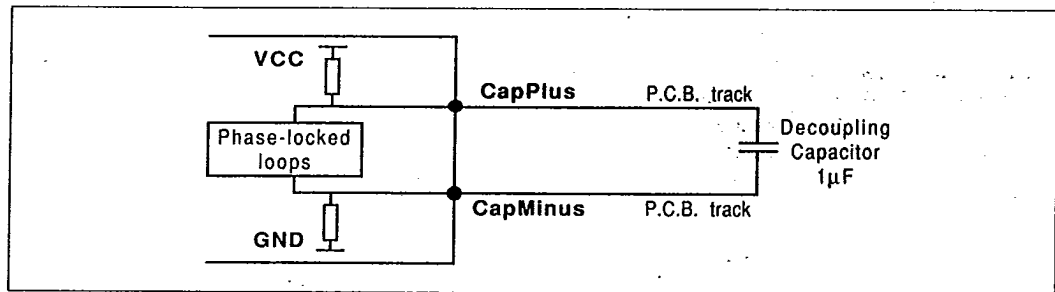 VCC
CapPlus
P.C.B. track
Phase-locked
loops
Decoupling
Capacitor
1µF
CapMinus
P.C.B. track
GND